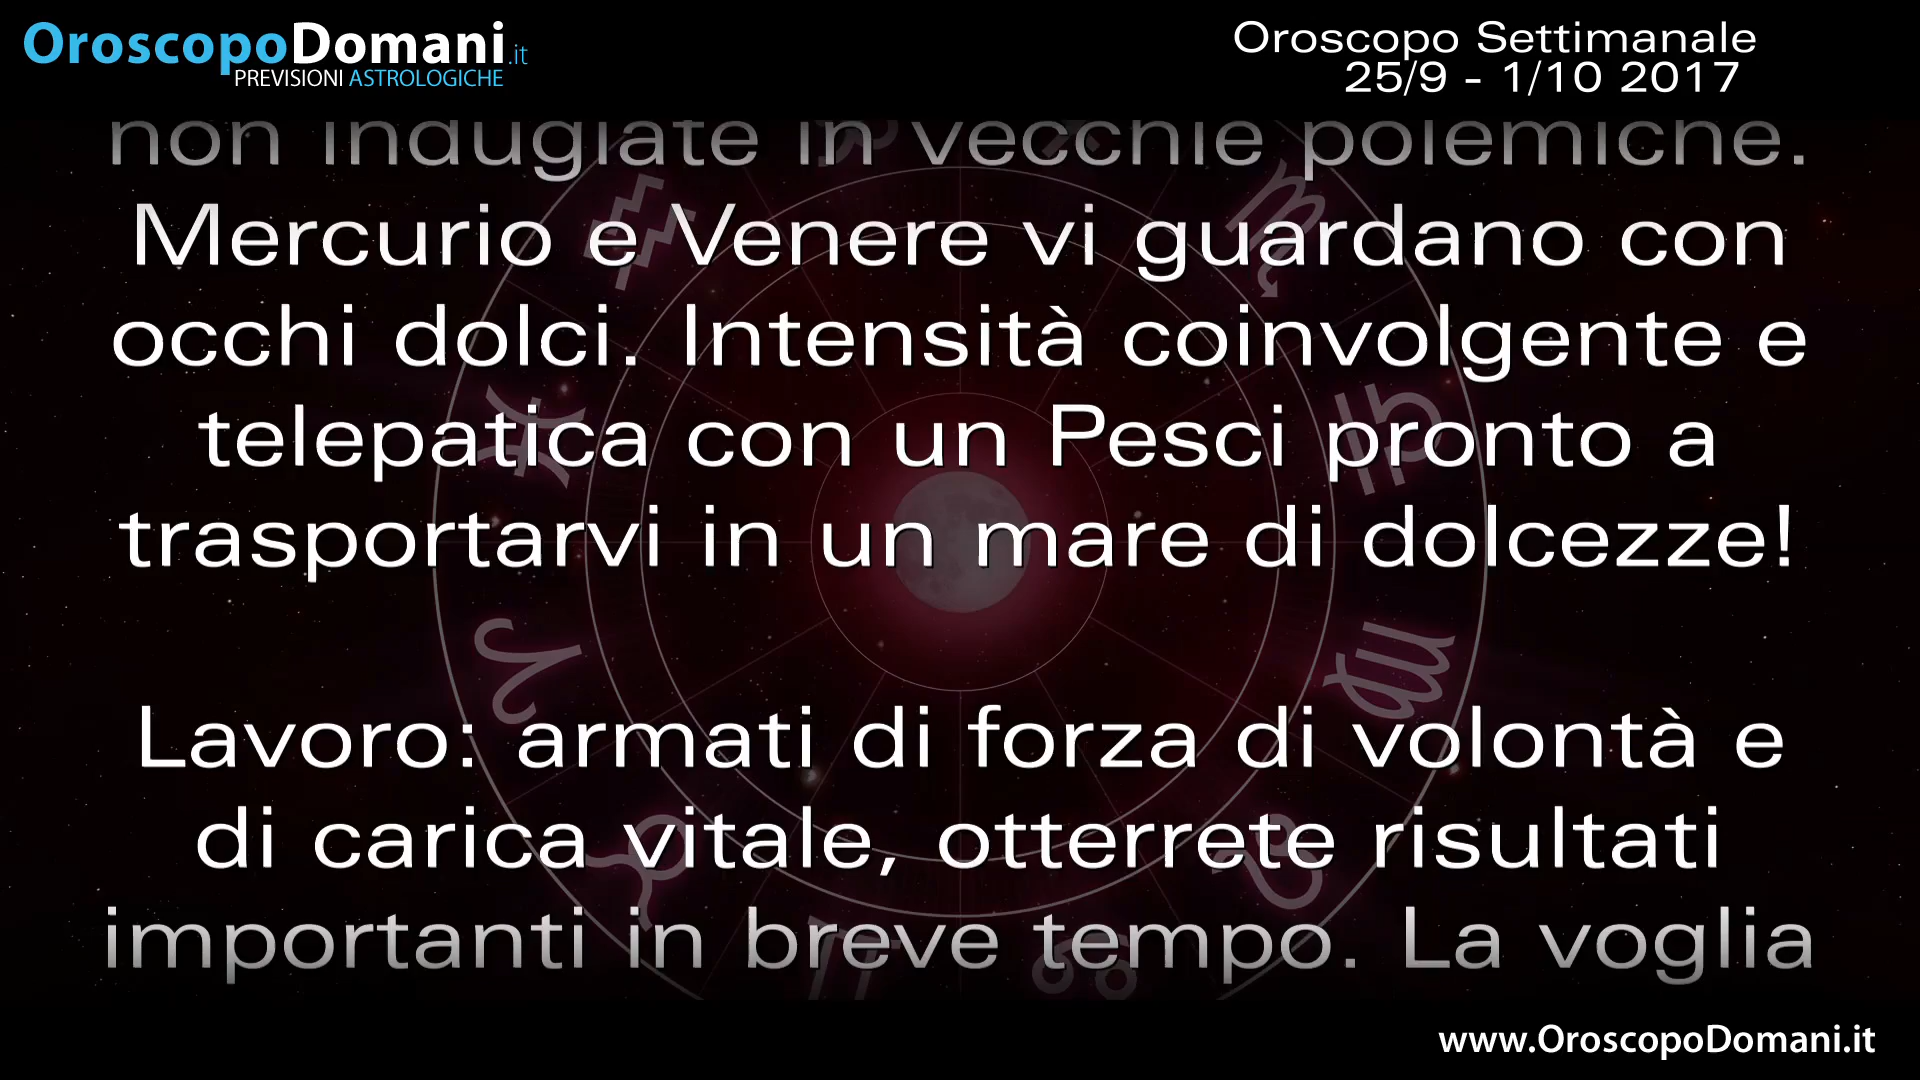 OroscopoDomani.it
PREVISIONI ASTROLOGICHE
Oroscopo Settimanale
25/9 - 1/10 2017
non indugiate in vecchie polemiche.
Mercurio e Venere vi guardano con
occhi dolci. Intensità coinvolgente e
telepatica con un Pesci pronto a
trasportarvi in un mare di dolcezze!
Lavoro: armati di forza di volontà e
di carica vitale, otterrete risultati
importanti in breve tempo. La voglia
www.OroscopoDomani.it